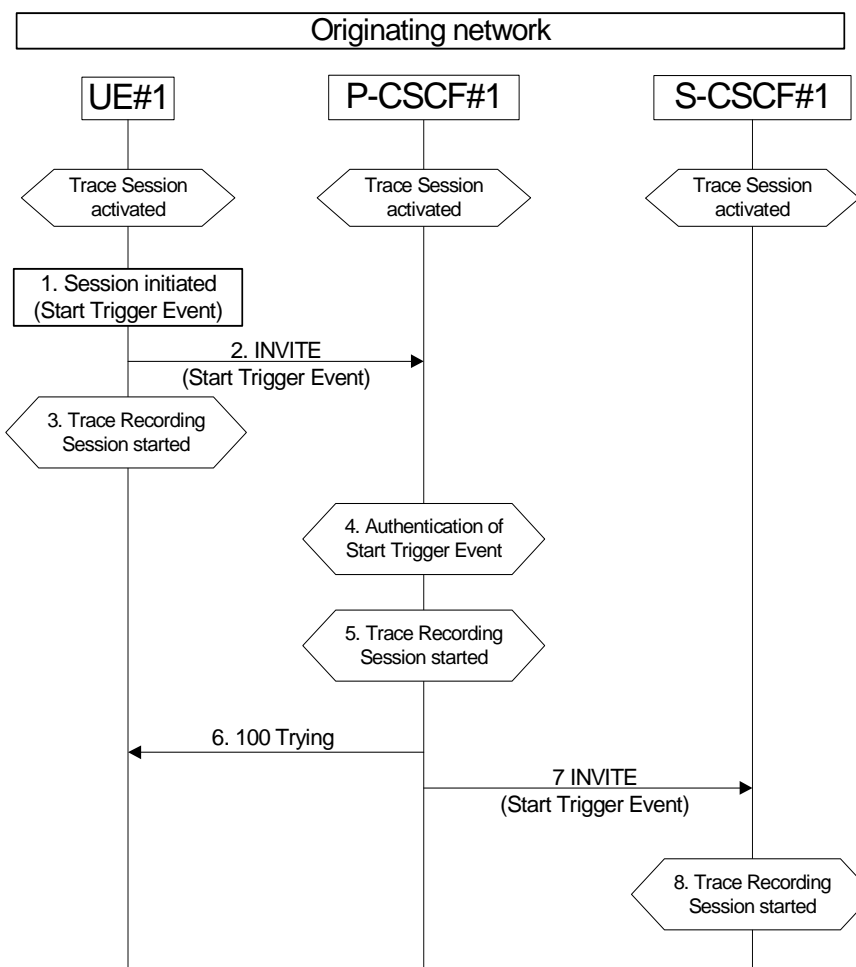 Originating network
UE#1
P-CSCF#1
S-CSCF#1
Trace Session
activated
Trace Session
activated
Trace Session
activated
1. Session initiated
(Start Trigger Event)
2. INVITE
(Start Trigger Event)
3. Trace Recording
Session started
4. Authentication of
Start Trigger Event
5. Trace Recording
Session started
6. 100 Trying
7 INVITE
(Start Trigger Event)
8. Trace Recording
Session started